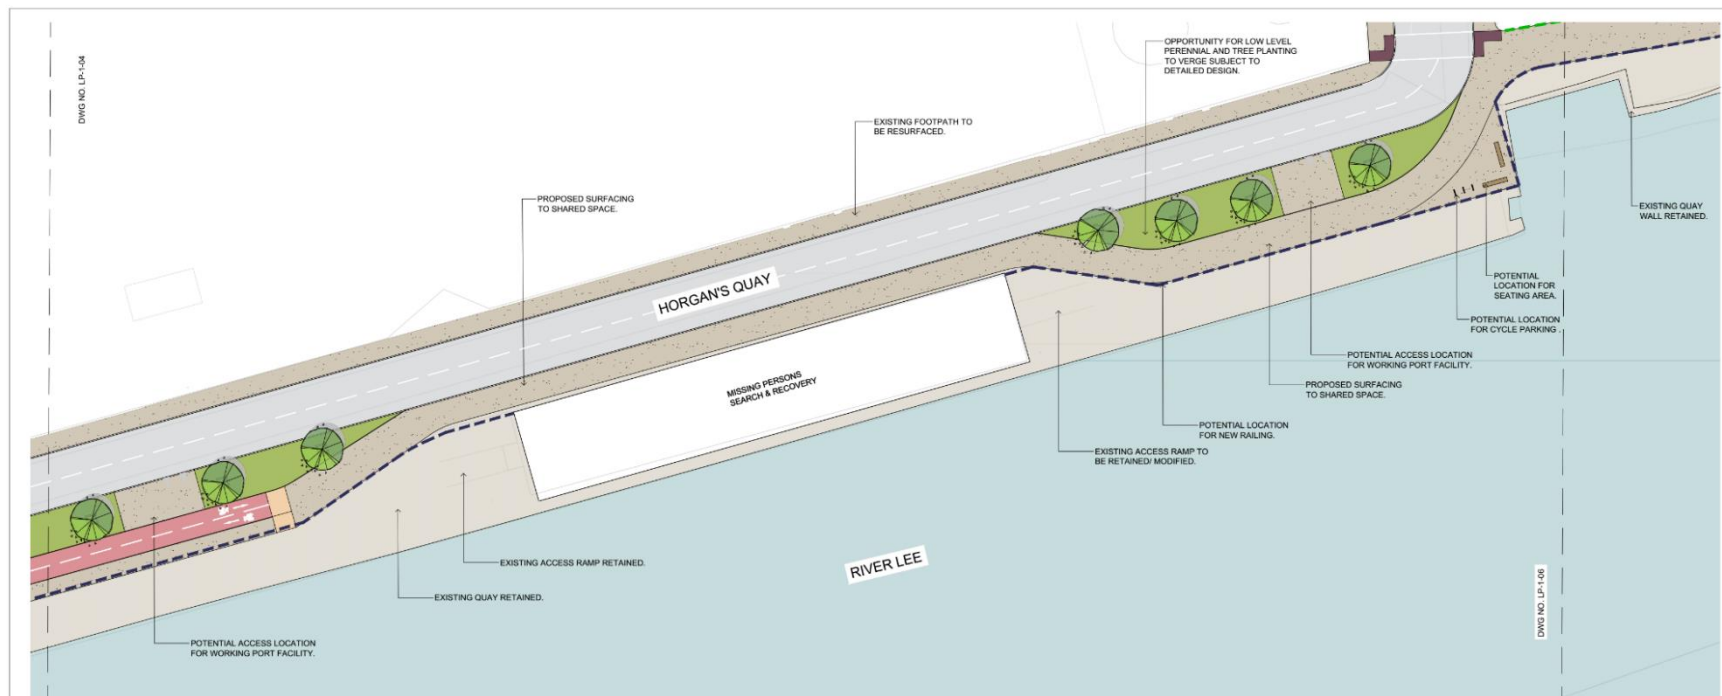 DWG NO. LP-1-04
OPPORTUNITY FOR LOW LEVEL
PERENNIAL AND TREE PLANTING
TO VERGE SUBJECT TO
DETAILED DESIGN.
EXISTING FOOTPATH TO
BE RESURFACED.
PROPOSED SURFACING
TO SHARED SPACE.
EXISTING QUAY
WALL RETAINED.
HORGAN'S QUAY
POTENTIAL
LOCATION FOR
SEATING AREA.
POTENTIAL LOCATION
FOR CYCLE PARKING .
POTENTIAL ACCESS LOCATION
FOR WORKING PORT FACILITY.
MISSING PERSONS
SEARCH & RECOVERY
PROPOSED SURFACING
TO SHARED SPACE.
POTENTIAL LOCATION
FOR NEW RAILING.
EXISTING ACCESS RAMP TO
BE RETAINED/ MODIFIED.
EXISTING ACCESS RAMP RETAINED.
RIVER LEE
EXISTING QUAY RETAINED.
DWG NO. LP-1-06
POTENTIAL ACCESS LOCATION
FOR WORKING PORT FACILITY.